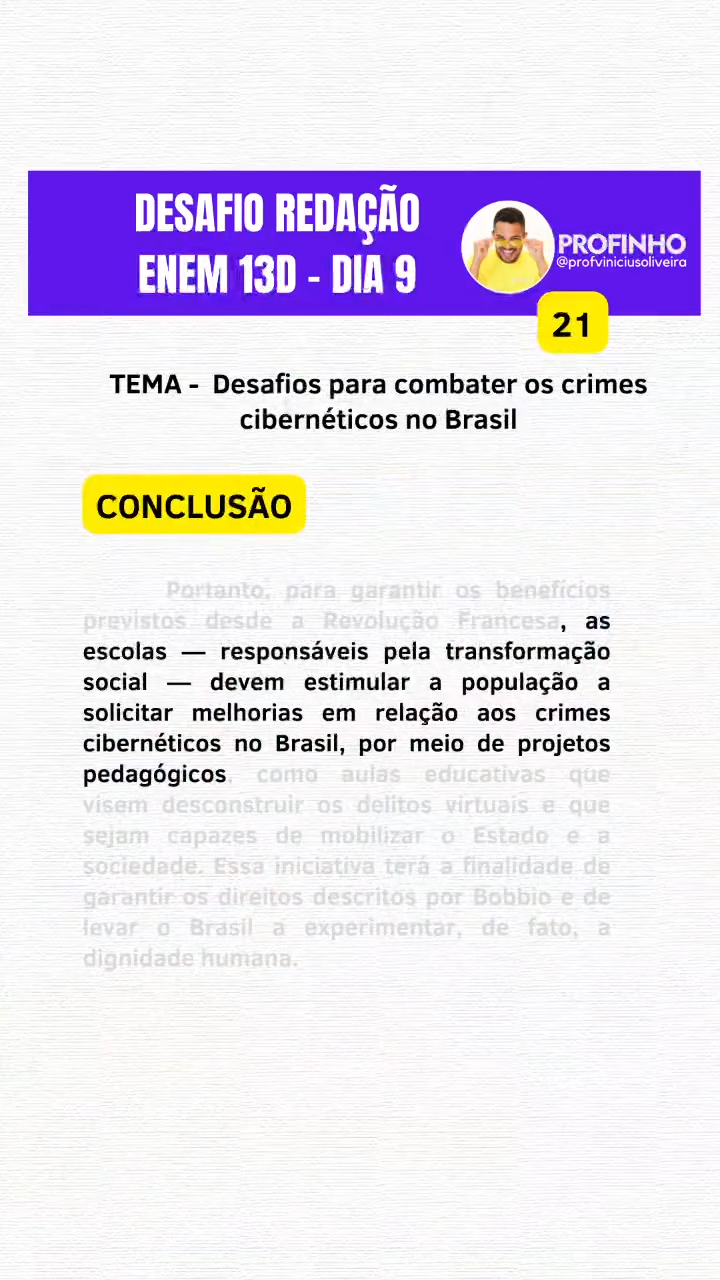 DESAFIO REDAÇÃO
ENEM 13D - DIA 9
PROFINHO
@profviniciusoliveira
21
TEMA - Desafios para combater os crimes
cibernéticos no Brasil
CONCLUSÃO
Portanto, para garantir os benefícios
previstos desde a Revolução Francesa, as
escolas — responsáveis pela transformação
social — devem estimular a população a
solicitar melhorias em relação aos crimes
cibernéticos no Brasil, por meio de projetos
pedagógicos, como aulas educativas que
visem desconstruir os delitos virtuais e que
sejam capazes de mobilizar o Estado e a
sociedade. Essa iniciativa terá a finalidade de
garantir os direitos descritos por Bobbio e de
levar o Brasil a experimentar, de fato, a
dignidade humana.